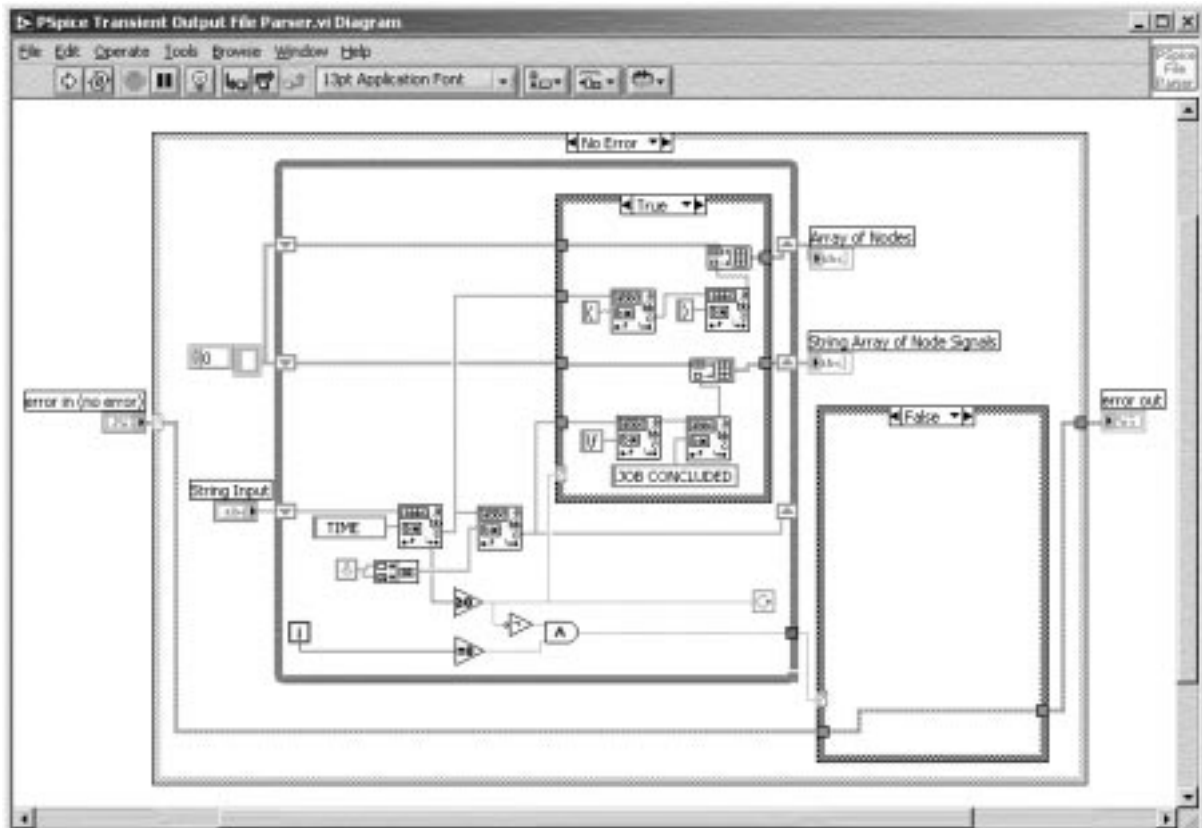 PSpice Transient Output File Parser.vi Diagram
File Edit Operate Tools Browse Window Help
13pt Application Font
PSpice
File
Parser
No Error
True
Array of Nodes
0
String Array of Node Signals
error in (no error)
False
error out
JOB CONCLUDED
String Input
TIME
i